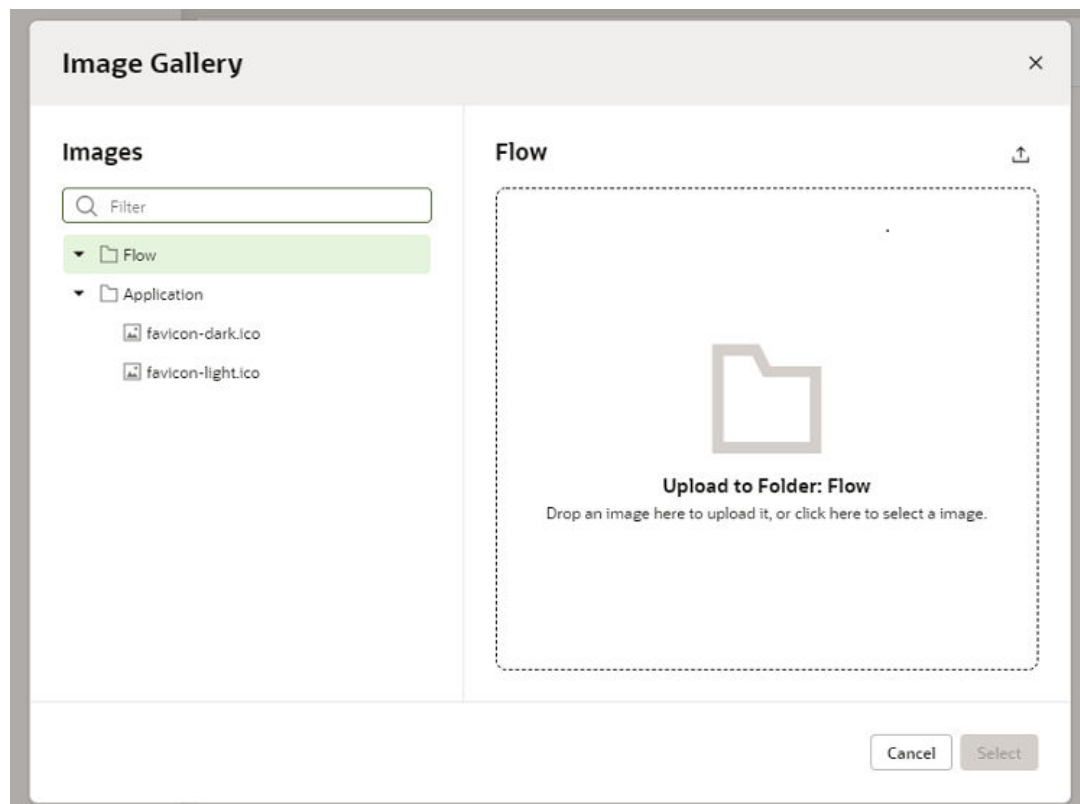 Image Gallery
Images
Filter
Flow
Application
favicon-dark.ico
favicon-light.ico
Flow
Upload to Folder: Flow
Drop an image here to upload it, or click here to select a image.
Cancel
Select